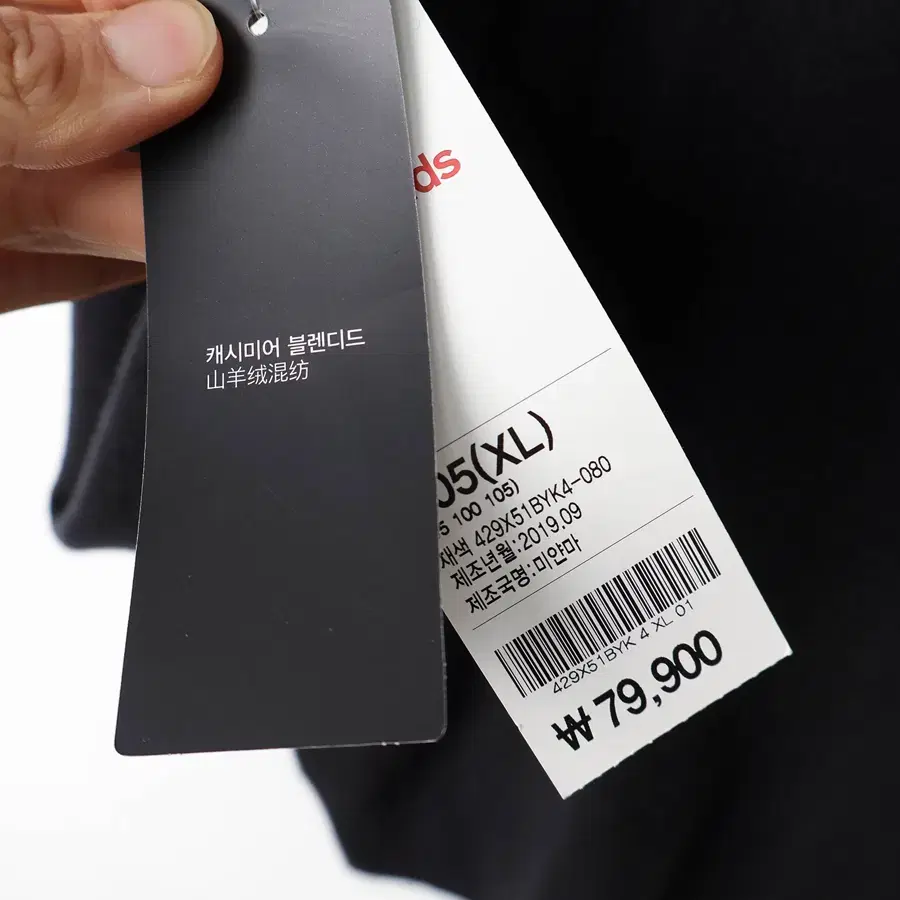 캐시미어 블렌디드
山羊绒混纺
ds
05(XL)
5 100 105)
재색 429X51BYK4-080
제조년월:2019.09
제조국명:미얀마
429X51BYK 4 XL 01
₩79,900